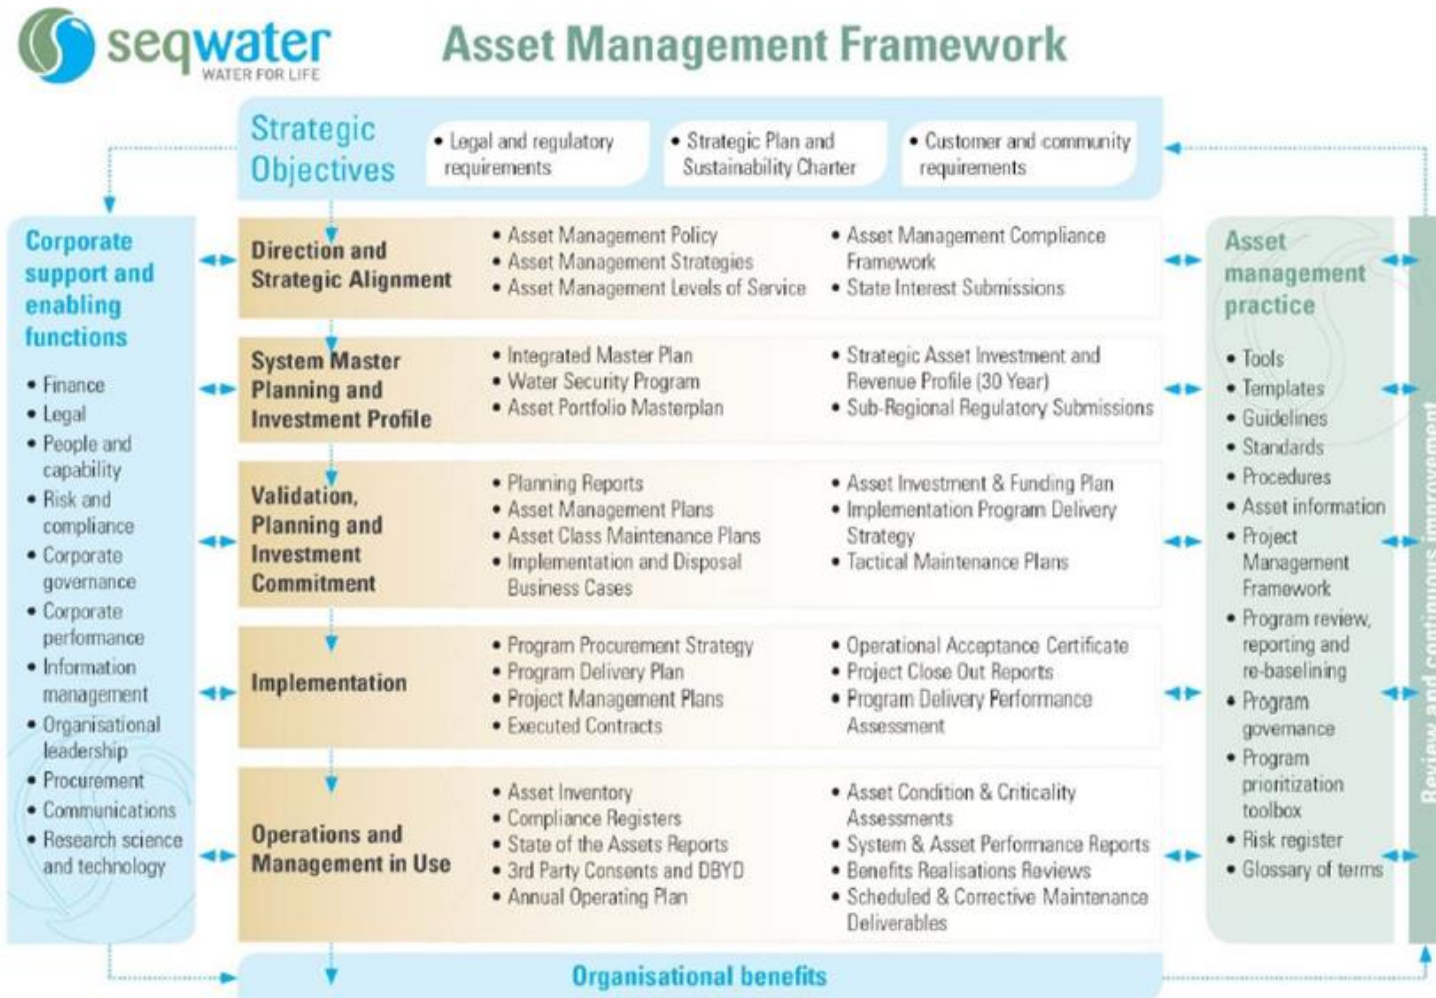 seqwater
WATER FOR LIFE
Asset Management Framework
Strategic
Objectives
• Legal and regulatory
requirements
• Strategic Plan and
Sustainability Charter
• Customer and community
requirements
Corporate
support and
enabling
functions
• Finance
• Legal
• People and
capability
• Risk and
compliance
• Corporate
governance
• Corporate
performance
• Information
management
• Organisational
leadership
• Procurement
• Communications
• Research science
and technology
Direction and
Strategic Alignment
• Asset Management Policy
• Asset Management Strategies
• Asset Management Levels of Service
• Asset Management Compliance
Framework
• State Interest Submissions
System Master
Planning and
Investment Profile
• Integrated Master Plan
• Water Security Program
• Asset Portfolio Masterplan
• Strategic Asset Investment and
Revenue Profile (30 Year)
• Sub-Regional Regulatory Submissions
Validation,
Planning and
Investment
Commitment
• Planning Reports
• Asset Management Plans
• Asset Class Maintenance Plans
• Implementation and Disposal
Business Cases
• Asset Investment & Funding Plan
• Implementation Program Delivery
Strategy
• Tactical Maintenance Plans
Implementation
• Program Procurement Strategy
• Program Delivery Plan
• Project Management Plans
• Executed Contracts
• Operational Acceptance Certificate
• Project Close Out Reports
• Program Delivery Performance
Assessment
Operations and
Management in Use
• Asset Inventory
• Compliance Registers
• State of the Assets Reports
• 3rd Party Consents and DBYD
• Annual Operating Plan
• Asset Condition & Criticality
Assessments
• System & Asset Performance Reports
• Benefits Realisations Reviews
• Scheduled & Corrective Maintenance
Deliverables
Asset
management
practice
• Tools
• Templates
• Guidelines
• Standards
• Procedures
• Asset information
• Project
Management
Framework
• Program review,
reporting and
re-baselining
• Program
governance
• Program
prioritization
toolbox
• Risk register
• Glossary of terms
Review and continuous improvement
Organisational benefits